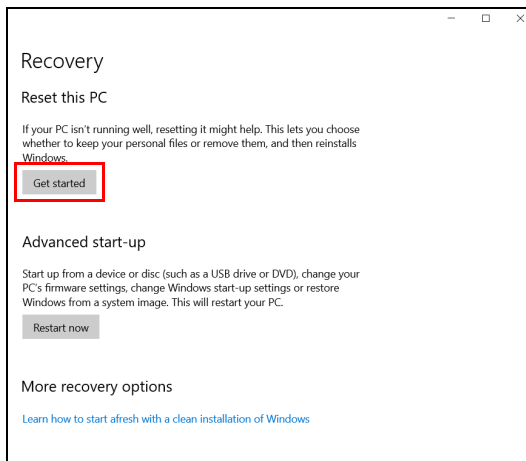 Recovery
Reset this PC
If your PC isn't running well, resetting it might help. This lets you choose
whether to keep your personal files or remove them, and then reinstalls
Windows.
Get started
Advanced start-up
Start up from a device or disc (such as a USB drive or DVD), change your
PC's firmware settings, change Windows start-up settings or restore
Windows from a system image. This will restart your PC.
Restart now
More recovery options
Learn how to start afresh with a clean installation of Windows